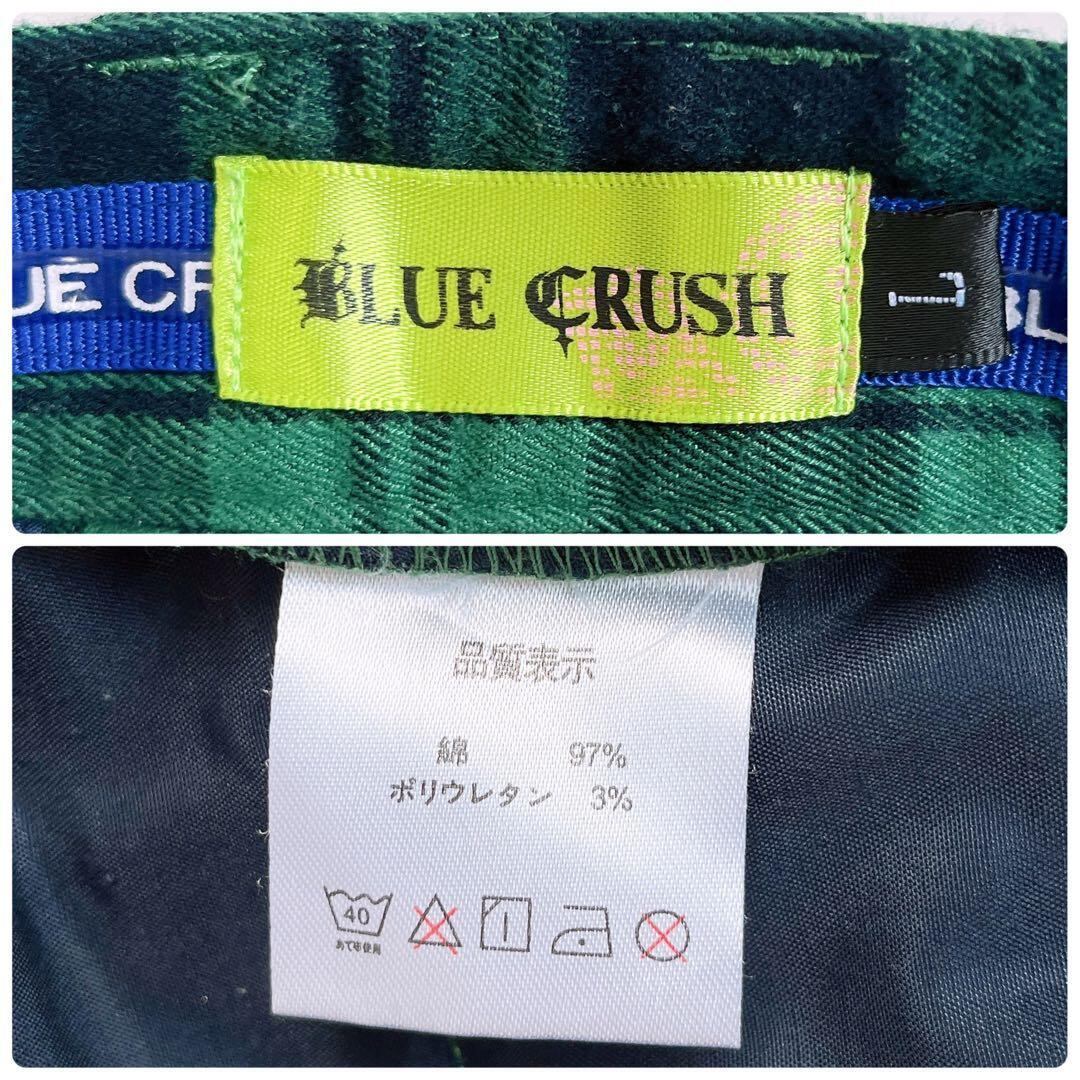 UE CR
BLUE CRUSH
L
BLU
品質表示
綿 97%
ポリウレタン 3%
40
あて布使用